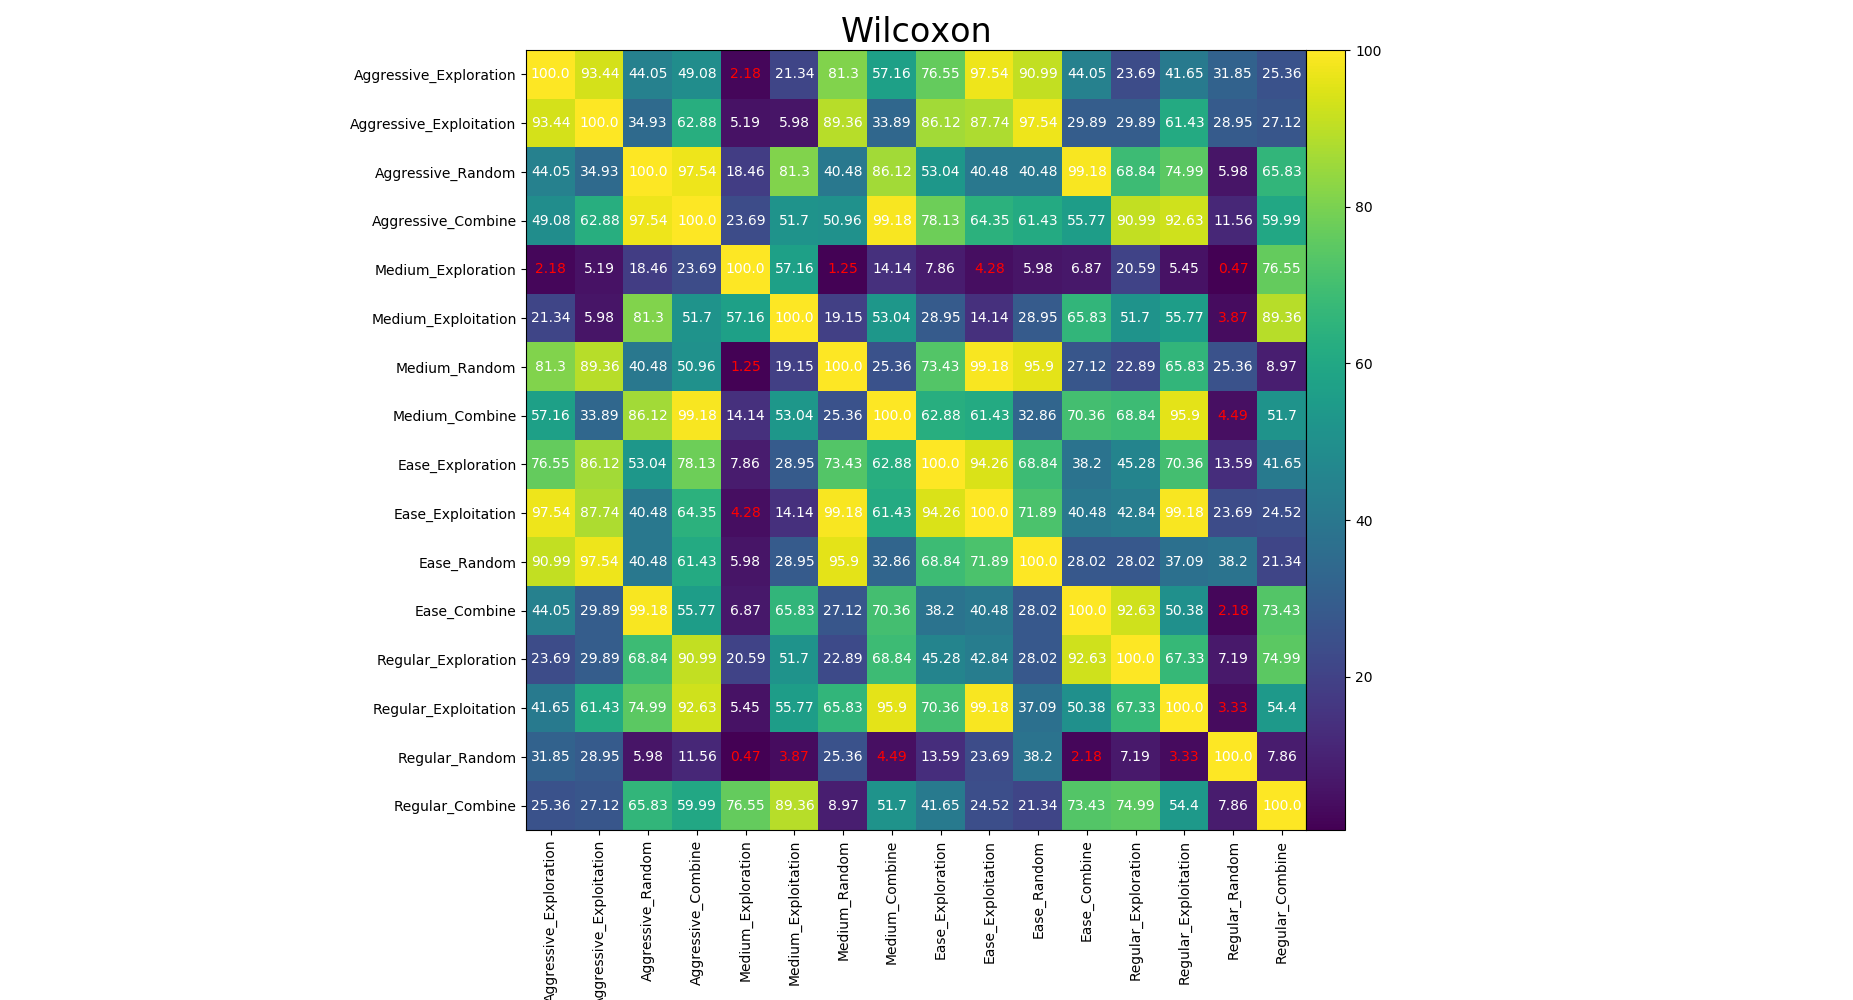 Wilcoxon
Aggressive_Exploration 100.0 93.44 44.05 49.08 2.18 21.34 81.3 57.16 76.55 97.54 90.99 44.05 23.69 41.65 31.85 25.36
Aggressive_Exploitation 93.44 100.0 34.93 62.88 5.19 5.98 89.36 33.89 86.12 87.74 97.54 29.89 29.89 61.43 28.95 27.12
Aggressive_Random 44.05 34.93 100.0 97.54 18.46 81.3 40.48 86.12 53.04 40.48 40.48 99.18 68.84 74.99 5.98 65.83
Aggressive_Combine 49.08 62.88 97.54 100.0 23.69 51.7 50.96 99.18 78.13 64.35 61.43 55.77 90.99 92.63 11.56 59.99
Medium_Exploration 2.18 5.19 18.46 23.69 100.0 57.16 1.25 14.14 7.86 4.28 5.98 6.87 20.59 5.45 0.47 76.55
Medium_Exploitation 21.34 5.98 81.3 51.7 57.16 100.0 19.15 53.04 28.95 14.14 28.95 65.83 51.7 55.77 3.87 89.36
Medium_Random 81.3 89.36 40.48 50.96 1.25 19.15 100.0 25.36 73.43 99.18 95.9 27.12 22.89 65.83 25.36 8.97
Medium_Combine 57.16 33.89 86.12 99.18 14.14 53.04 25.36 100.0 62.88 61.43 32.86 70.36 68.84 95.9 4.49 51.7
Ease_Exploration 76.55 86.12 53.04 78.13 7.86 28.95 73.43 62.88 100.0 94.26 68.84 38.2 45.28 70.36 13.59 41.65
Ease_Exploitation 97.54 87.74 40.48 64.35 4.28 14.14 99.18 61.43 94.26 100.0 71.89 40.48 42.84 99.18 23.69 24.52
Ease_Random 90.99 97.54 40.48 61.43 5.98 28.95 95.9 32.86 68.84 71.89 100.0 28.02 28.02 37.09 38.2 21.34
Ease_Combine 44.05 29.89 99.18 55.77 6.87 65.83 27.12 70.36 38.2 40.48 28.02 100.0 92.63 50.38 2.18 73.43
Regular_Exploration 23.69 29.89 68.84 90.99 20.59 51.7 22.89 68.84 45.28 42.84 28.02 92.63 100.0 67.33 7.19 74.99
Regular_Exploitation 41.65 61.43 74.99 92.63 5.45 55.77 65.83 95.9 70.36 99.18 37.09 50.38 67.33 100.0 3.33 54.4
Regular_Random 31.85 28.95 5.98 11.56 0.47 3.87 25.36 4.49 13.59 23.69 38.2 2.18 7.19 3.33 100.0 7.86
Regular_Combine 25.36 27.12 65.83 59.99 76.55 89.36 8.97 51.7 41.65 24.52 21.34 73.43 74.99 54.4 7.86 100.0
100
80
60
40
20
Aggressive_Exploration
Aggressive_Exploitation
Aggressive_Random
Aggressive_Combine
Medium_Exploration
Medium_Exploitation
Medium_Random
Medium_Combine
Ease_Exploration
Ease_Exploitation
Ease_Random
Ease_Combine
Regular_Exploration
Regular_Exploitation
Regular_Random
Regular_Combine